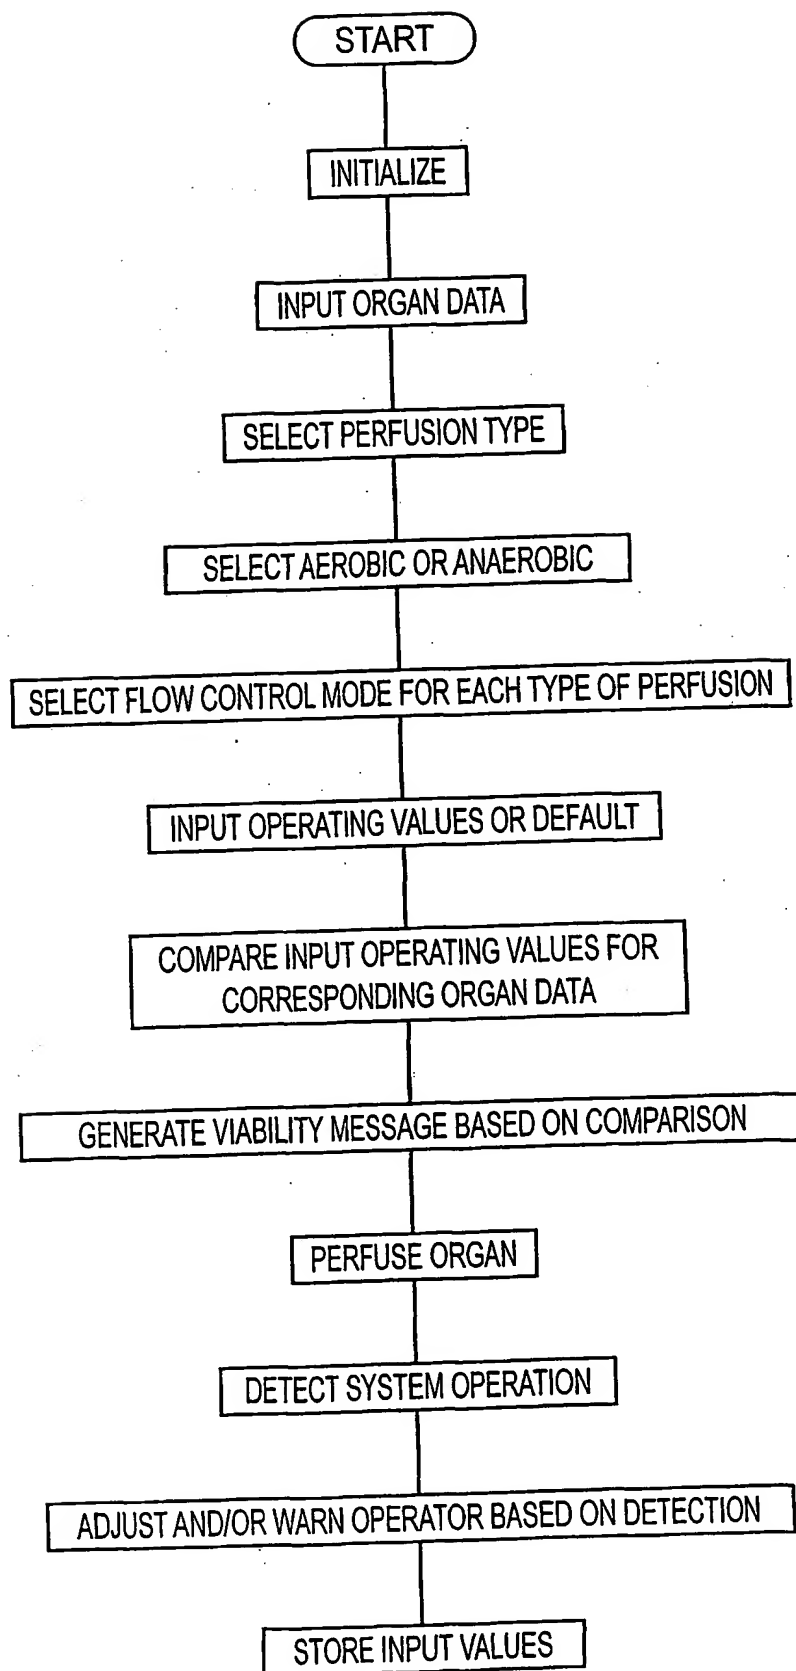 START
INITIALIZE
INPUT ORGAN DATA
SELECT PERFUSION TYPE
SELECT AEROBIC OR ANAEROBIC
SELECT FLOW CONTROL MODE FOR EACH TYPE OF PERFUSION
INPUT OPERATING VALUES OR DEFAULT
COMPARE INPUT OPERATING VALUES FOR
CORRESPONDING ORGAN DATA
GENERATE VIABILITY MESSAGE BASED ON COMPARISON
PERFUSE ORGAN
DETECT SYSTEM OPERATION
ADJUST AND/OR WARN OPERATOR BASED ON DETECTION
STORE INPUT VALUES